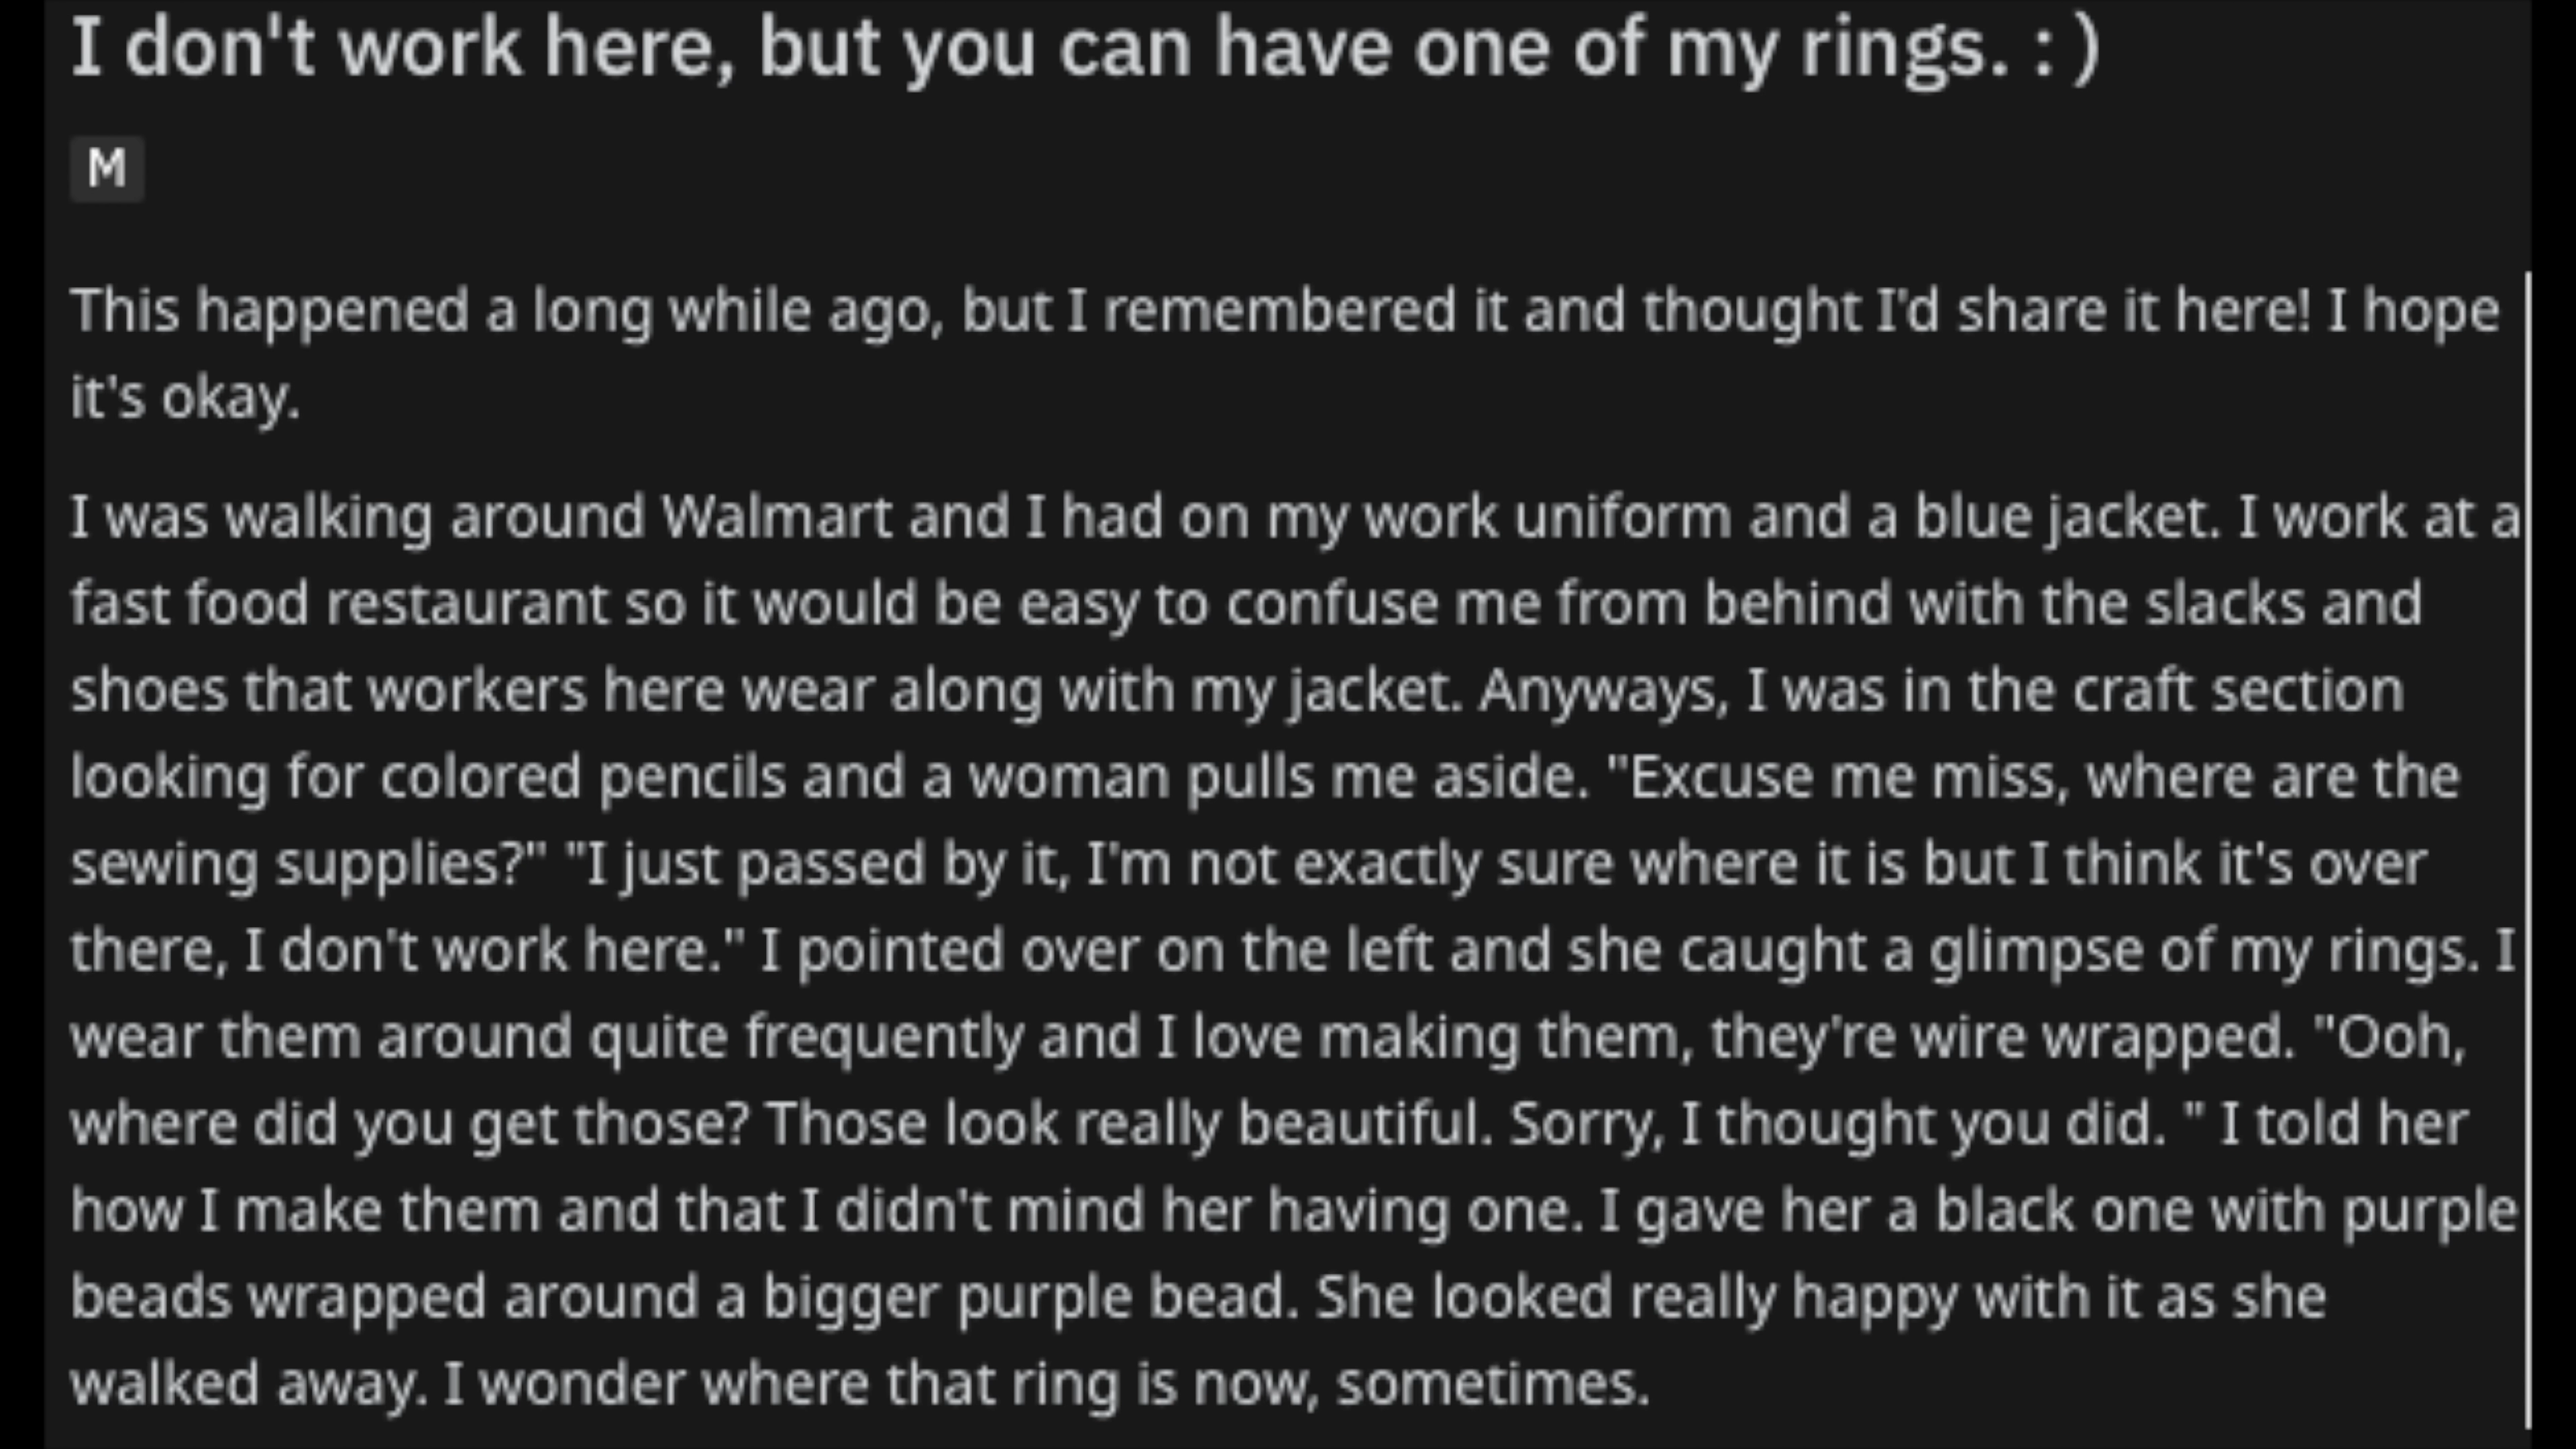 I don't work here, but you can have one of my rings. : )
M
This happened a long while ago, but I remembered it and thought I'd share it here! I hope
it's okay.
I was walking around Walmart and I had on my work uniform and a blue jacket. I work at a
fast food restaurant so it would be easy to confuse me from behind with the slacks and
shoes that workers here wear along with my jacket. Anyways, I was in the craft section
looking for colored pencils and a woman pulls me aside. "Excuse me miss, where are the
sewing supplies?" "I just passed by it, I'm not exactly sure where it is but I think it's over
there, I don't work here." I pointed over on the left and she caught a glimpse of my rings. I
wear them around quite frequently and I love making them, they're wire wrapped. "Ooh,
where did you get those? Those look really beautiful. Sorry, I thought you did. " I told her
how I make them and that I didn't mind her having one. I gave her a black one with purple
beads wrapped around a bigger purple bead. She looked really happy with it as she
walked away. I wonder where that ring is now, sometimes.